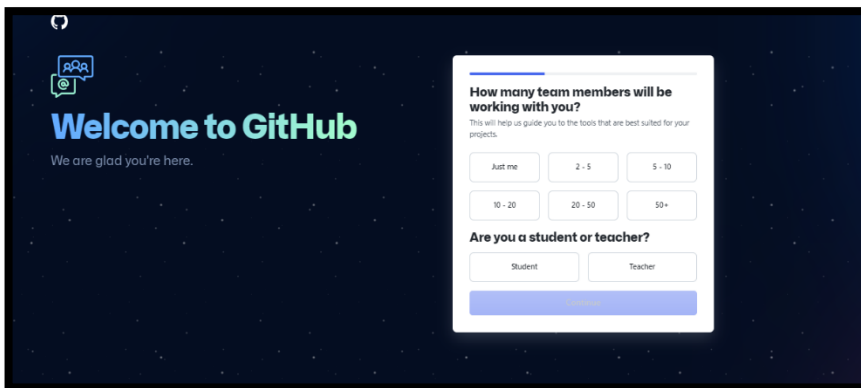 Welcome to GitHub
We are glad you're here.
How many team members will be
working with you?
This will help us guide you to the tools that are best suited for your
projects.
Just me
2 - 5
5 - 10
10 - 20
20 - 50
50+
Are you a student or teacher?
Student
Teacher
Continue